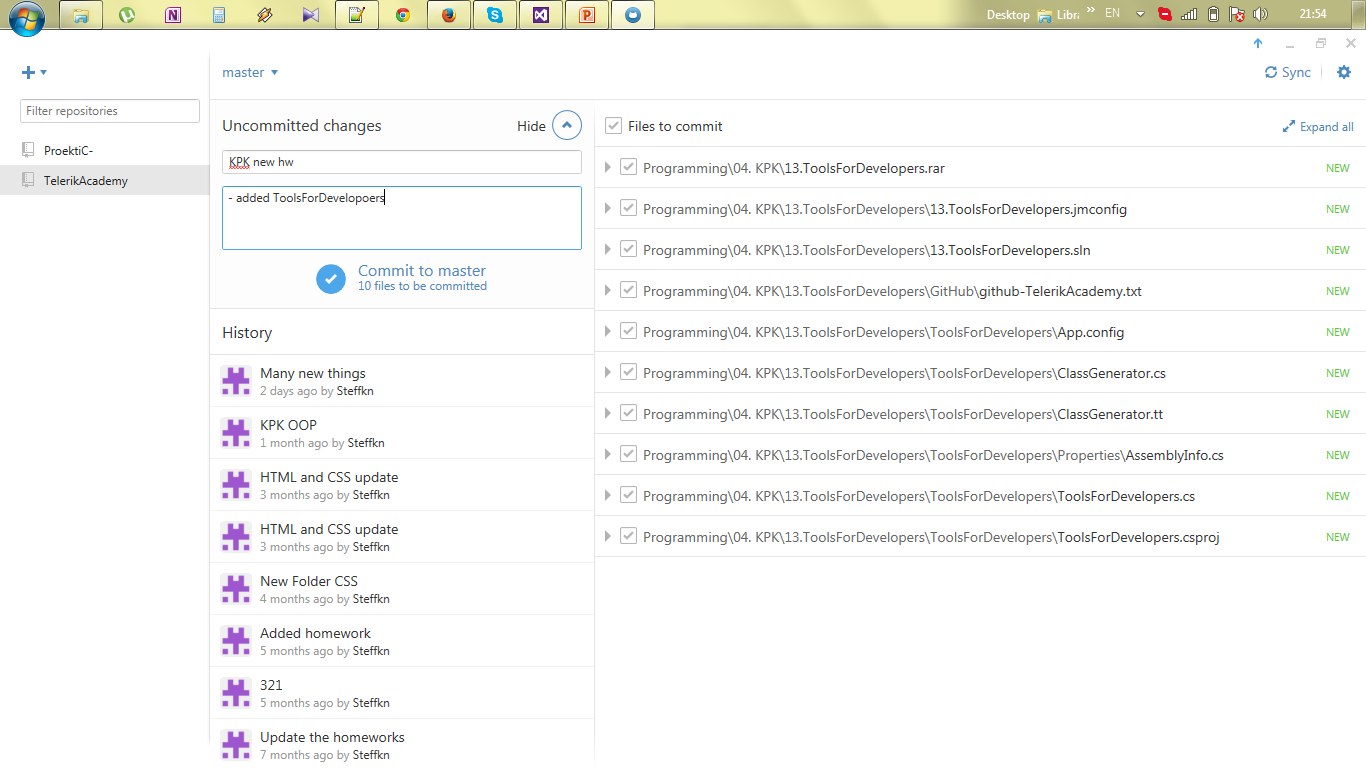 Desktop
Libra
»
EN
21:54
master
Sync
Filter repositories
ProektiC-
TelerikAcademy
Uncommitted changes
Hide
KPK new hw
- added ToolsForDevelopoers
Commit to master
10 files to be committed
History
Many new things
2 days ago by Steffkn
KPK OOP
1 month ago by Steffkn
HTML and CSS update
3 months ago by Steffkn
HTML and CSS update
3 months ago by Steffkn
New Folder CSS
4 months ago by Steffkn
Added homework
5 months ago by Steffkn
321
5 months ago by Steffkn
Update the homeworks
7 months ago by Steffkn
Files to commit
Expand all
Programming\04. KPK\13.ToolsForDevelopers.rar NEW
Programming\04. KPK\13.ToolsForDevelopers\13.ToolsForDevelopers.jmconfig NEW
Programming\04. KPK\13.ToolsForDevelopers\13.ToolsForDevelopers.sln NEW
Programming\04. KPK\13.ToolsForDevelopers\GitHub\github-TelerikAcademy.txt NEW
Programming\04. KPK\13.ToolsForDevelopers\ToolsForDevelopers\App.config NEW
Programming\04. KPK\13.ToolsForDevelopers\ToolsForDevelopers\ClassGenerator.cs NEW
Programming\04. KPK\13.ToolsForDevelopers\ToolsForDevelopers\ClassGenerator.tt NEW
Programming\04. KPK\13.ToolsForDevelopers\ToolsForDevelopers\Properties\AssemblyInfo.cs NEW
Programming\04. KPK\13.ToolsForDevelopers\ToolsForDevelopers\ToolsForDevelopers.cs NEW
Programming\04. KPK\13.ToolsForDevelopers\ToolsForDevelopers\ToolsForDevelopers.csproj NEW